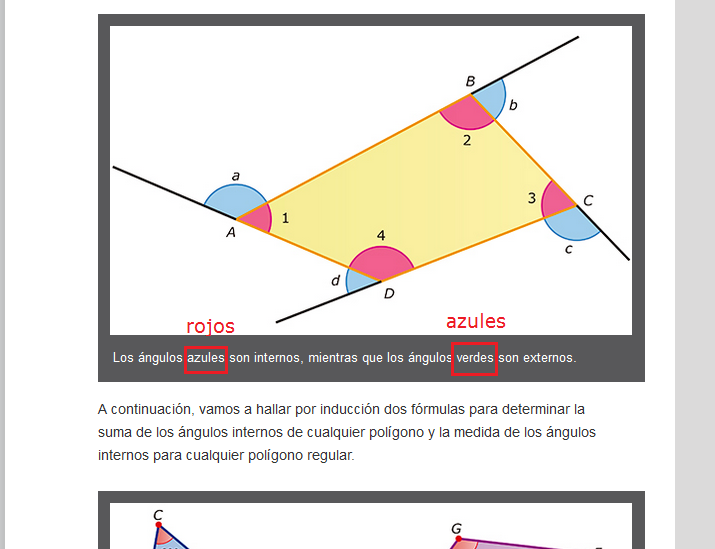 B
b
2
a
1
A
3
C
c
4
d
D
rojos
azules
Los ángulos azules son internos, mientras que los ángulos verdes son externos.
A continuación, vamos a hallar por inducción dos fórmulas para determinar la
suma de los ángulos internos de cualquier polígono y la medida de los ángulos
internos para cualquier polígono regular.
C
G